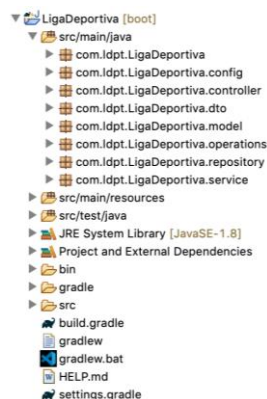 LigaDeportiva [boot]
src/main/java
com.ldpt.LigaDeportiva
com.ldpt.LigaDeportiva.config
com.ldpt.LigaDeportiva.controller
com.ldpt.LigaDeportiva.dto
com.ldpt.LigaDeportiva.model
com.ldpt.LigaDeportiva.operations
com.ldpt.LigaDeportiva.repository
com.ldpt.LigaDeportiva.service
src/main/resources
src/test/java
JRE System Library [JavaSE-1.8]
Project and External Dependencies
bin
gradle
src
build.gradle
gradlew
gradlew.bat
HELP.md
settings.gradle